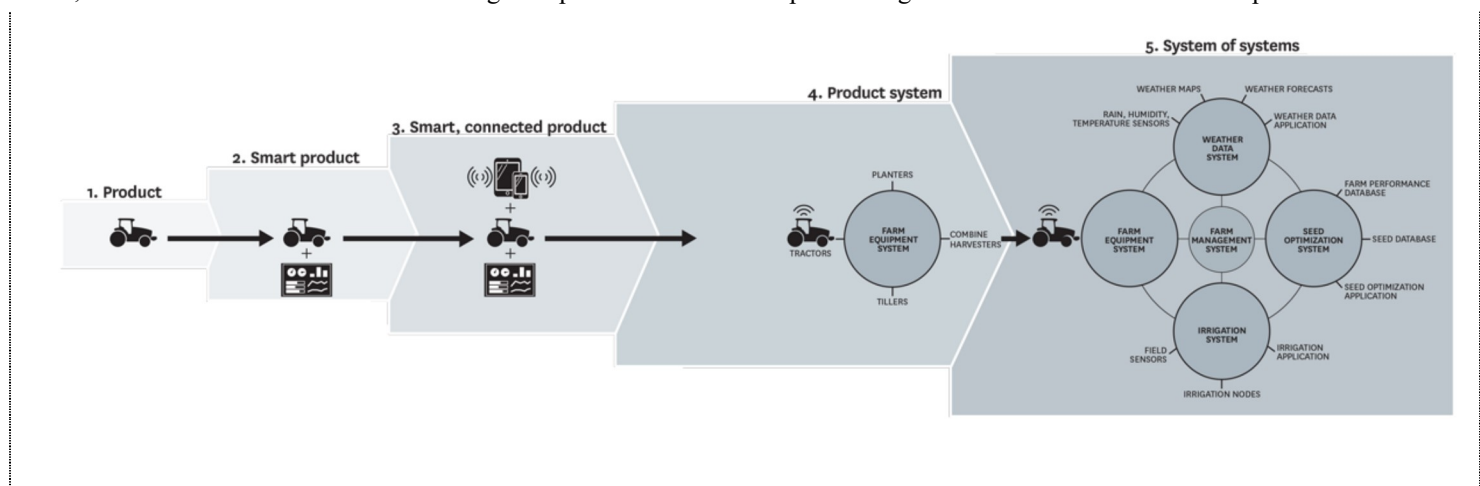 5. System of systems
4. Product system
3. Smart, connected product
2. Smart product
1. Product
PLANTERS
TRACTORS
FARM
EQUIPMENT
SYSTEM
COMBINE
HARVESTERS
TILLERS
WEATHER MAPS
WEATHER FORECASTS
RAIN, HUMIDITY,
TEMPERATURE SENSORS
WEATHER DATA
APPLICATION
WEATHER
DATA
SYSTEM
FARM
EQUIPMENT
SYSTEM
FARM
MANAGEMENT
SYSTEM
SEED
OPTIMIZATION
SYSTEM
FARM PERFORMANCE
DATABASE
SEED DATABASE
SEED OPTIMIZATION
APPLICATION
IRRIGATION
SYSTEM
FIELD
SENSORS
IRRIGATION
APPLICATION
IRRIGATION NODES